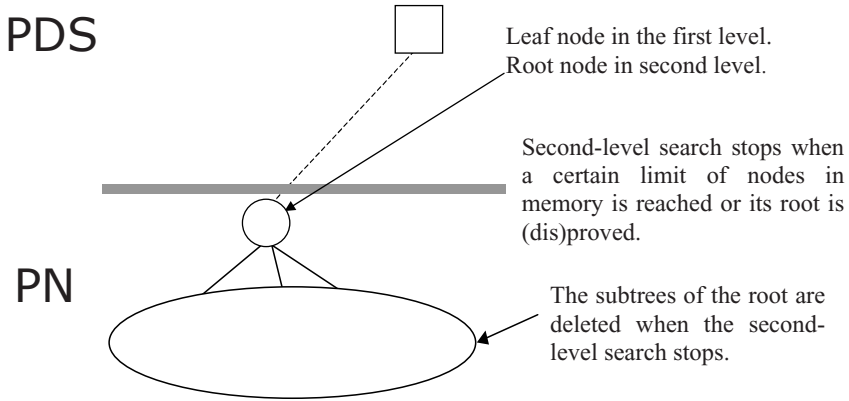 PDS
Leaf node in the first level.
Root node in second level.
Second-level search stops when
a certain limit of nodes in
memory is reached or its root is
(dis)proved.
PN
The subtrees of the root are
deleted when the second-
level search stops.